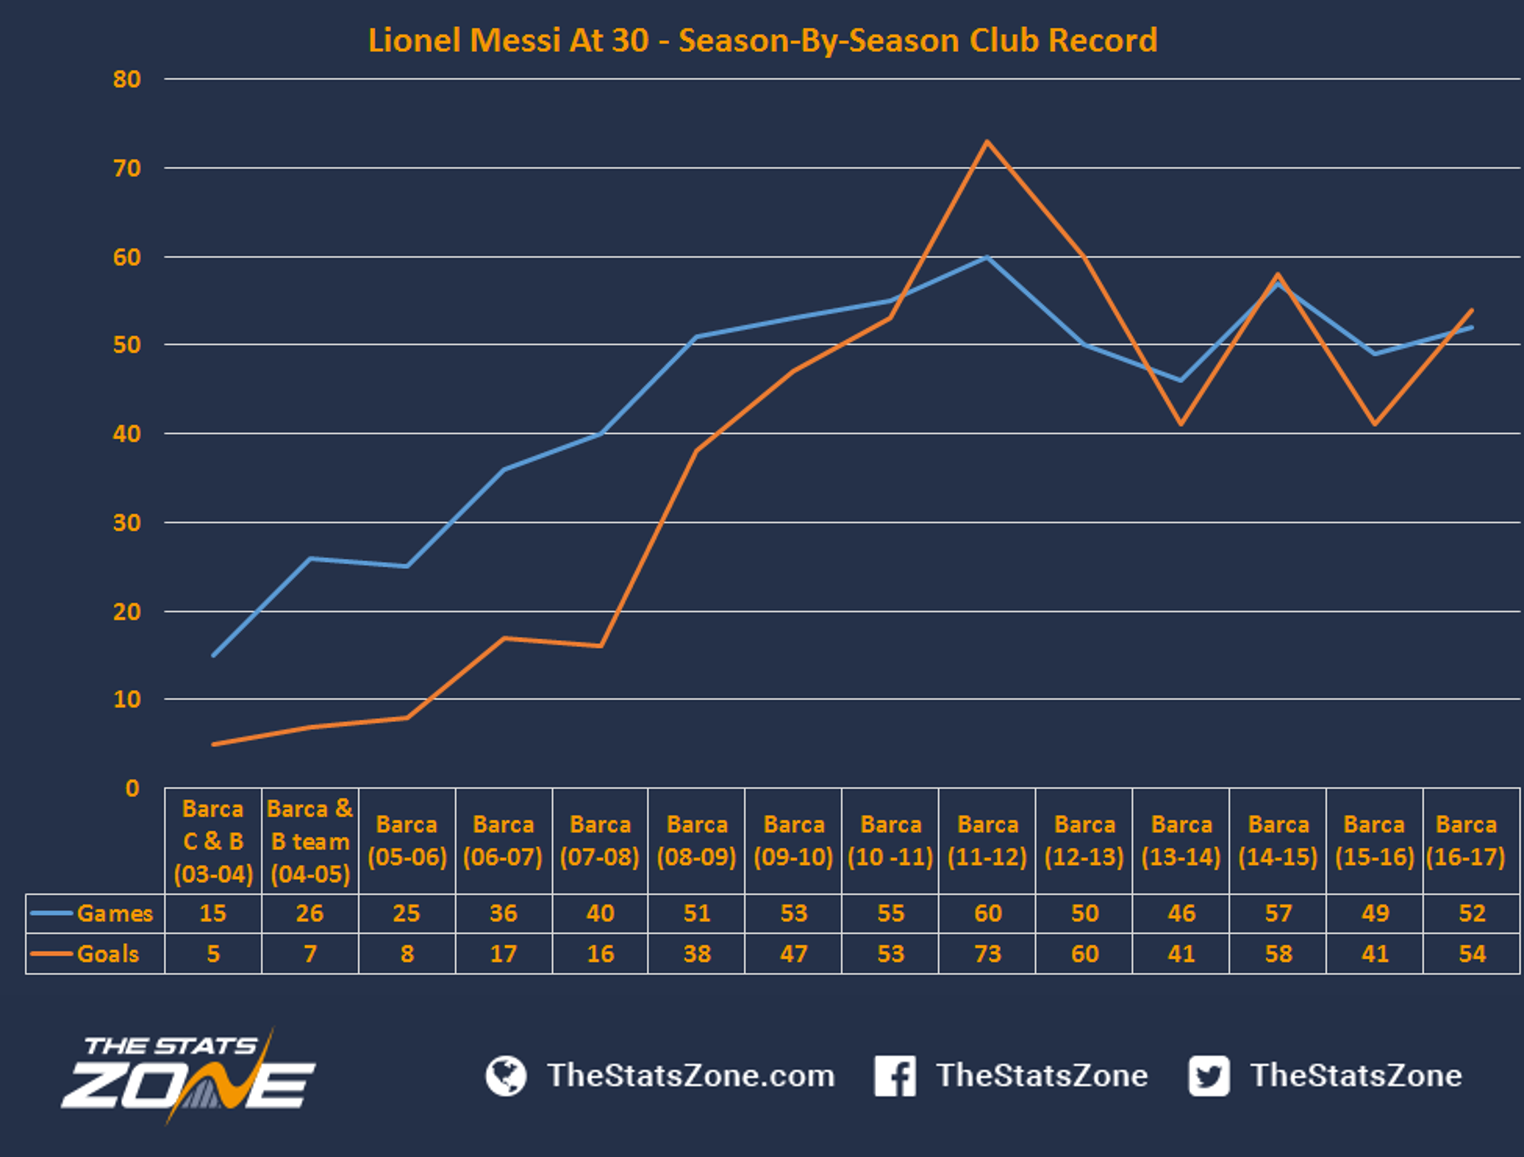 Lionel Messi At 30 - Season-By-Season Club Record
80
70
60
50
40
30
20
10
0
Barca C & B (03-04) Barca & B team (04-05) Barca (05-06) Barca (06-07) Barca (07-08) Barca (08-09) Barca (09-10) Barca (10 -11) Barca (11-12) Barca (12-13) Barca (13-14) Barca (14-15) Barca (15-16) Barca (16-17)
Games 15 26 25 36 40 51 53 55 60 50 46 57 49 52
Goals 5 7 8 17 16 38 47 53 73 60 41 58 41 54
THE STATS
ZONE
TheStatsZone.com TheStatsZone TheStatsZone